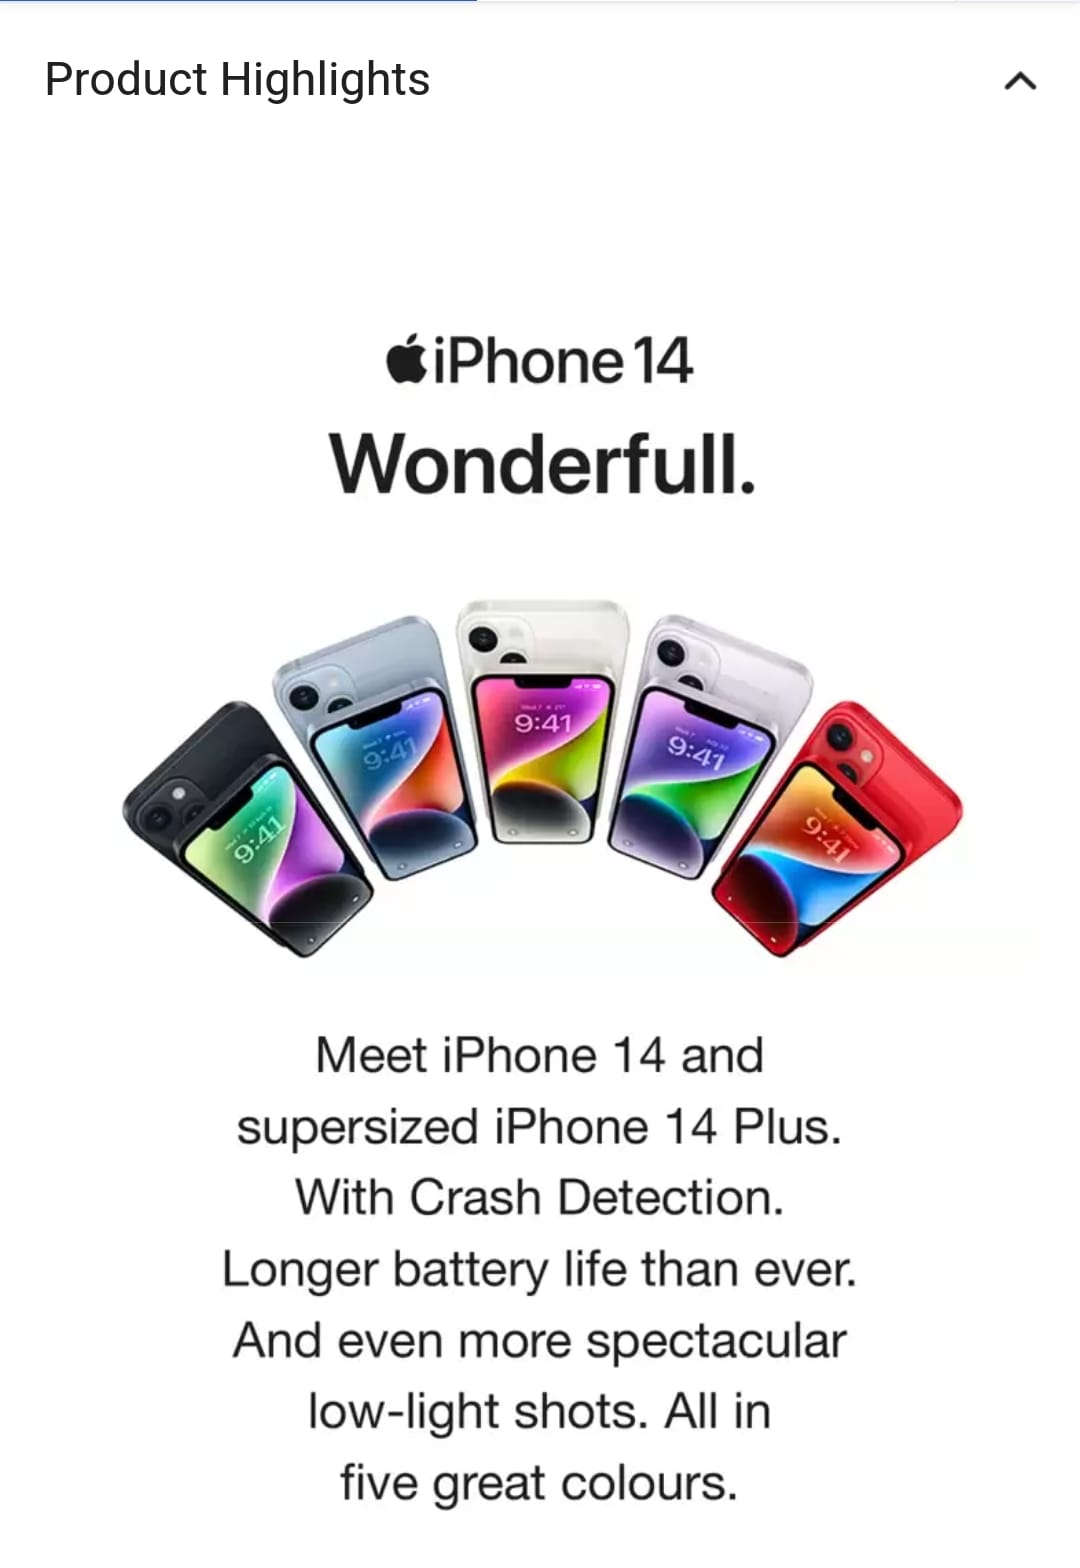 Product Highlights
iPhone 14
Wonderfull.
9:41
9:41
9:41
9:41
9:41
Meet iPhone 14 and
supersized iPhone 14 Plus.
With Crash Detection.
Longer battery life than ever.
And even more spectacular
low-light shots. All in
five great colours.